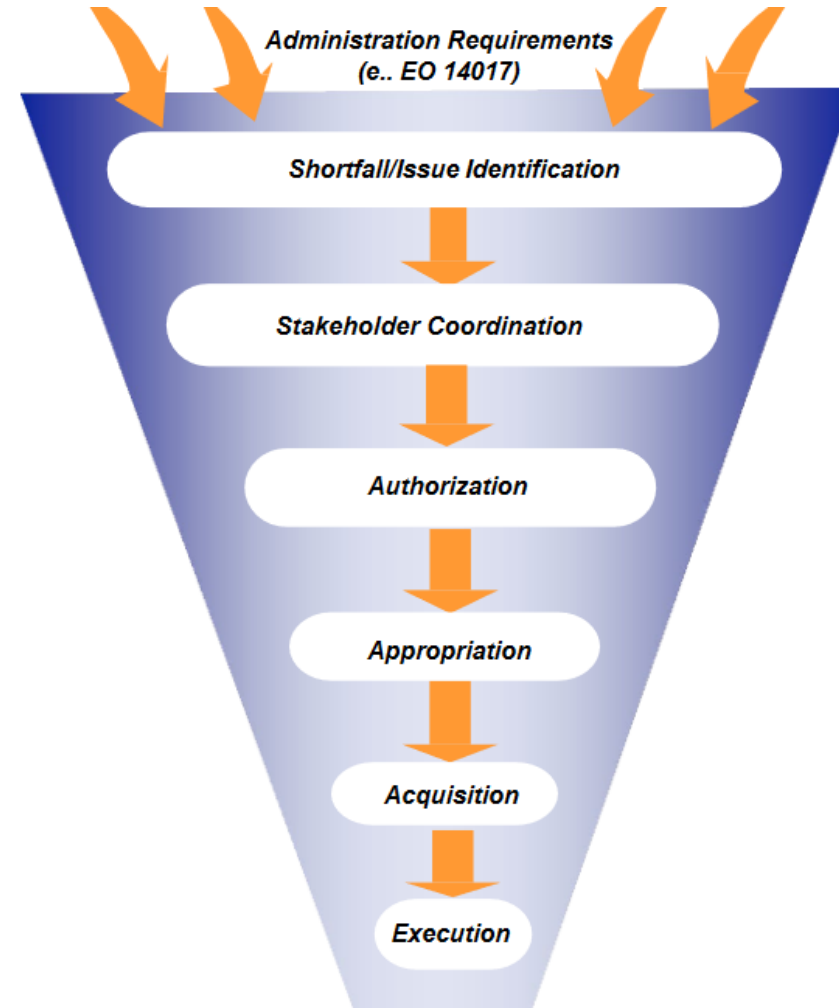 Administration Requirements
(e.. EO 14017)
Shortfall/Issue Identification
Stakeholder Coordination
Authorization
Appropriation
Acquisition
Execution